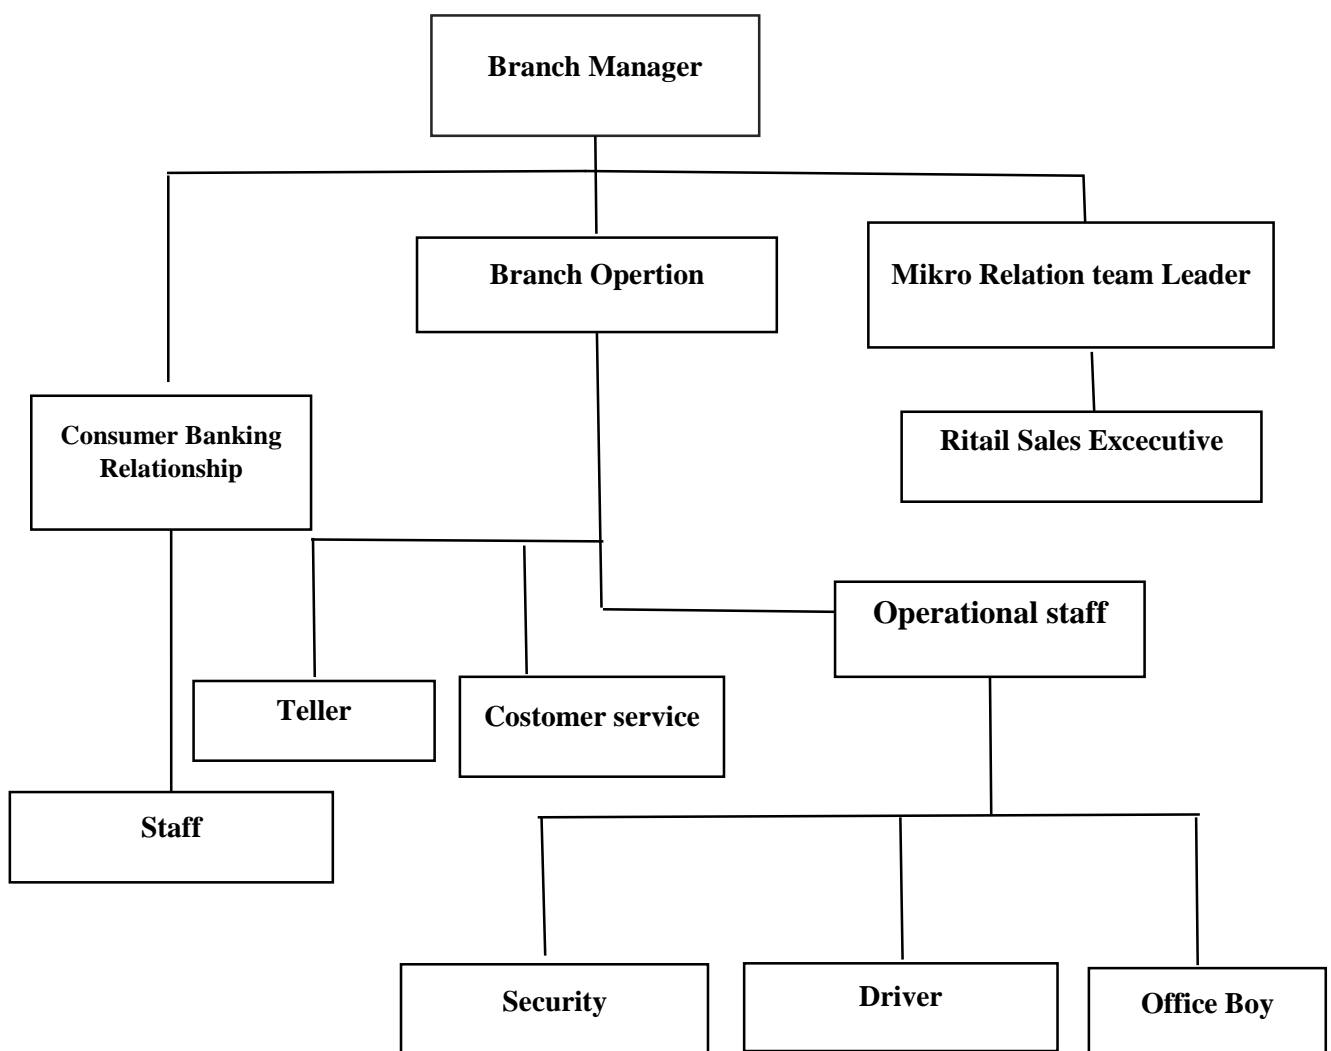 Branch Manager
Branch Opertion
Mikro Relation team Leader
Consumer Banking
Relationship
Ritail Sales Excecutive
Operational staff
Teller
Costomer service
Staff
Security
Driver
Office Boy